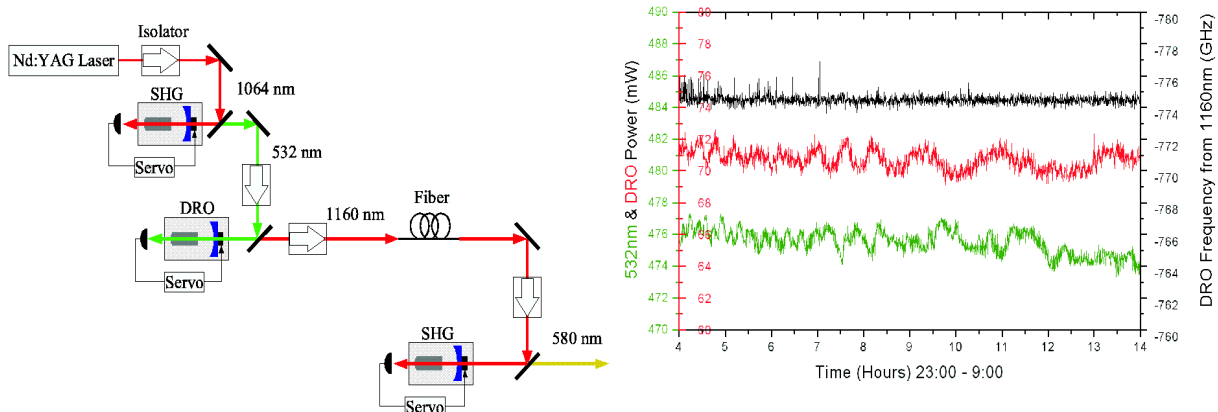 Isolator
Nd:YAG Laser
1064 nm
SHG
532 nm
Servo
DRO
1160 nm
Fiber
Servo
SHG
580 nm
Servo
532nm & DRO Power (mW)
490
488
486
484
482
480
478
476
474
472
470
80
78
76
74
72
70
68
66
64
62
60
4 5 6 7 8 9 10 11 12 13 14
Time (Hours) 23:00 - 9:00
-780
-778
-776
-774
-772
-770
-768
-766
-764
-762
-760
DRO Frequency from 1160nm (GHz)